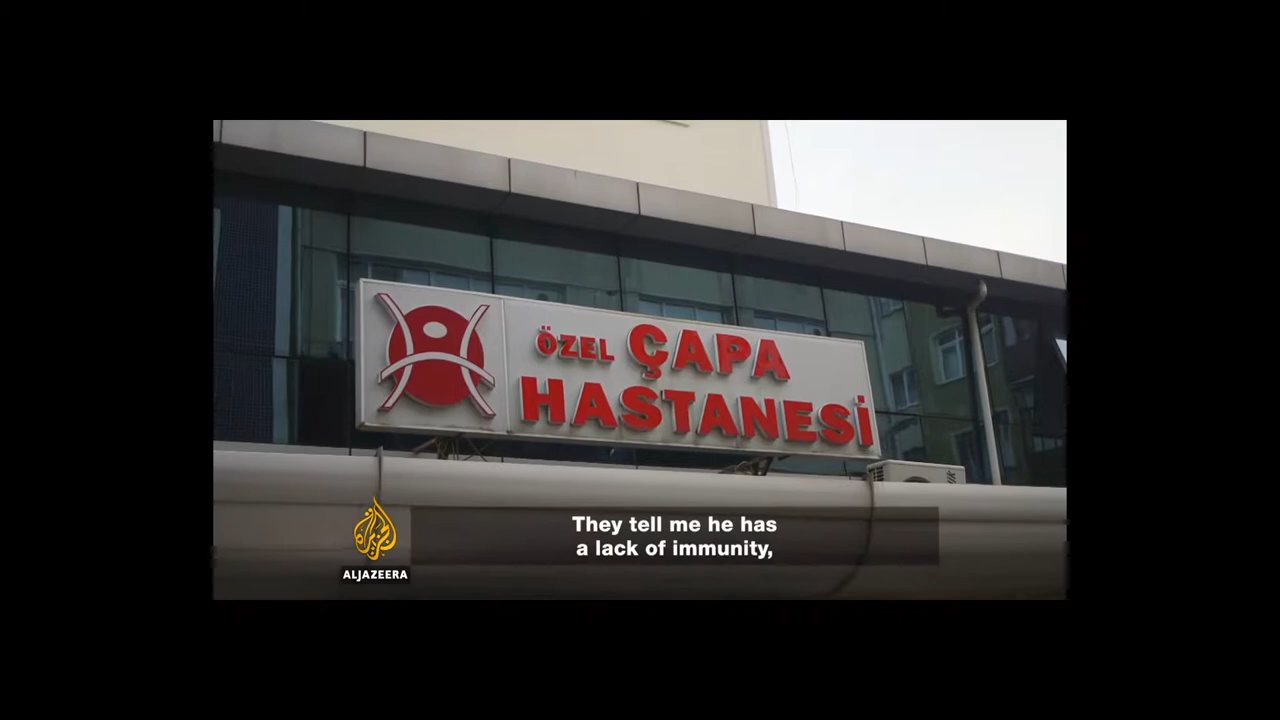 ÖZEL ÇAPA
HASTANESİ
They tell me he has
a lack of immunity,
ALJAZEERA